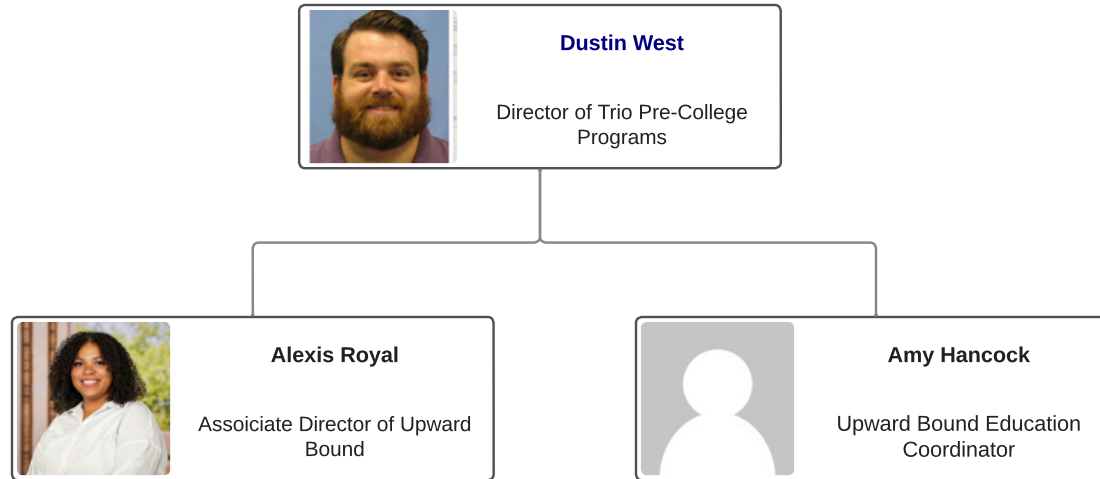 Dustin West
Director of Trio Pre-College
Programs
Alexis Royal
Assoiciate Director of Upward
Bound
Amy Hancock
Upward Bound Education
Coordinator